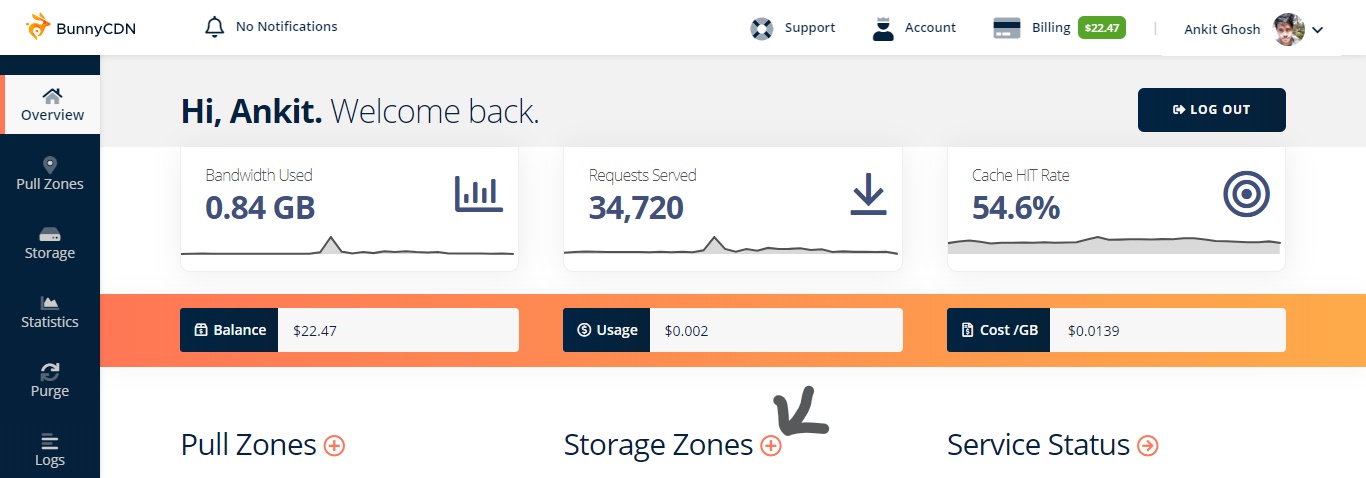 BunnyCDN
No Notifications
Support
Account
Billing $22.47
Ankit Ghosh
Overview
Pull Zones
Storage
Statistics
Purge
Logs
Hi, Ankit. Welcome back.
LOG OUT
Bandwidth Used
0.84 GB
Requests Served
34,720
Cache HIT Rate
54.6%
Balance $22.47
Usage $0.002
Cost /GB $0.0139
Pull Zones
Storage Zones
Service Status